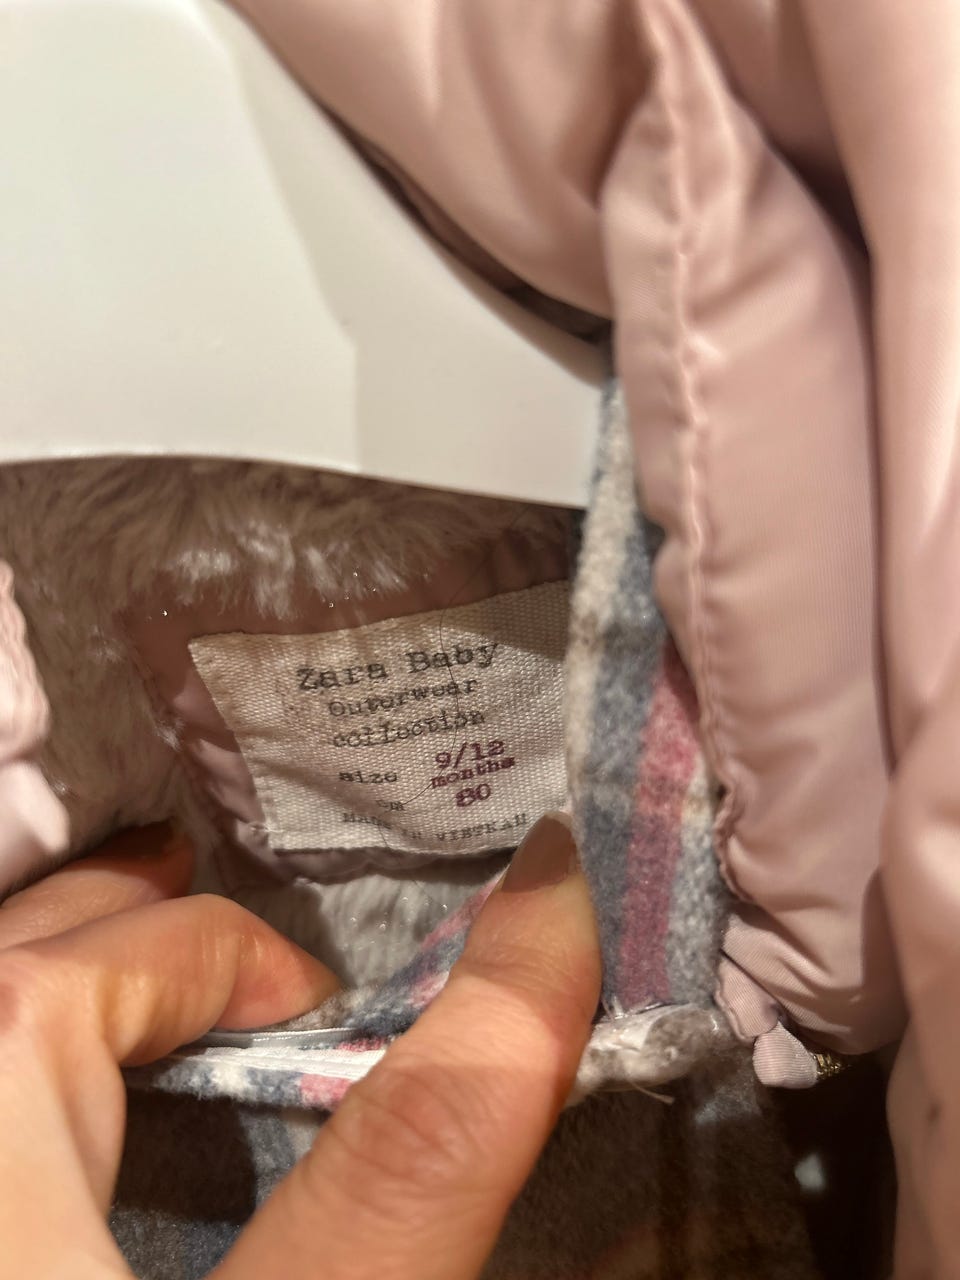 Zara Baby
Outerwear
collection
size 9/12
months
CM 80
MADE IN VIETNAM